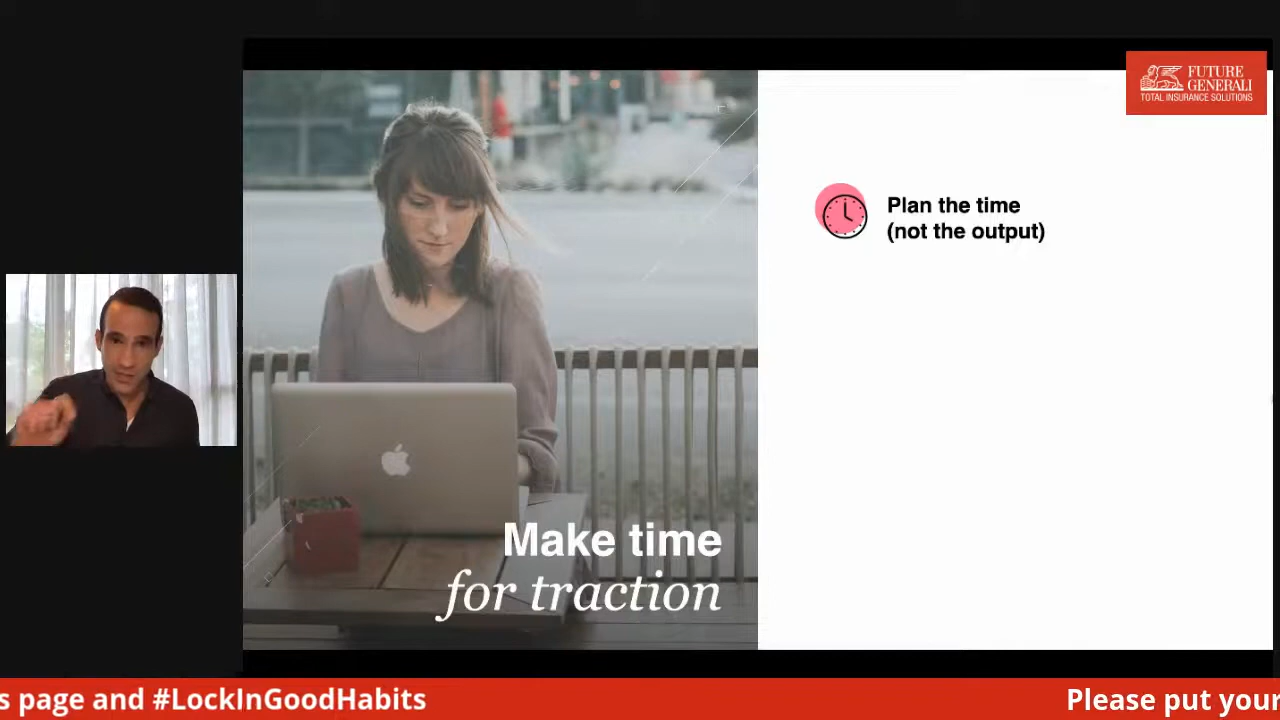 FUTURE
GENERALI
TOTAL INSURANCE SOLUTIONS
Plan the time
(not the output)
Make time
for traction
s page and #LockInGoodHabits
Please put your